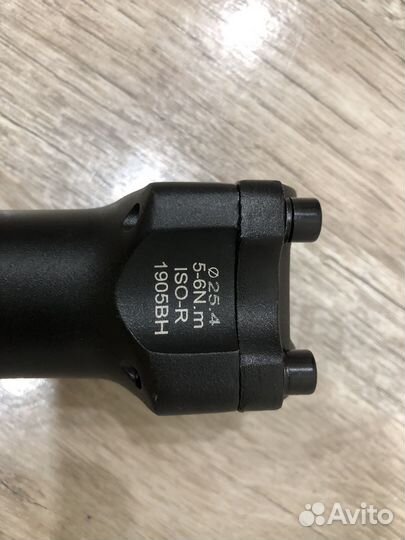 Ø25.4
5-6N.m
ISO-R
1905BH
Avito